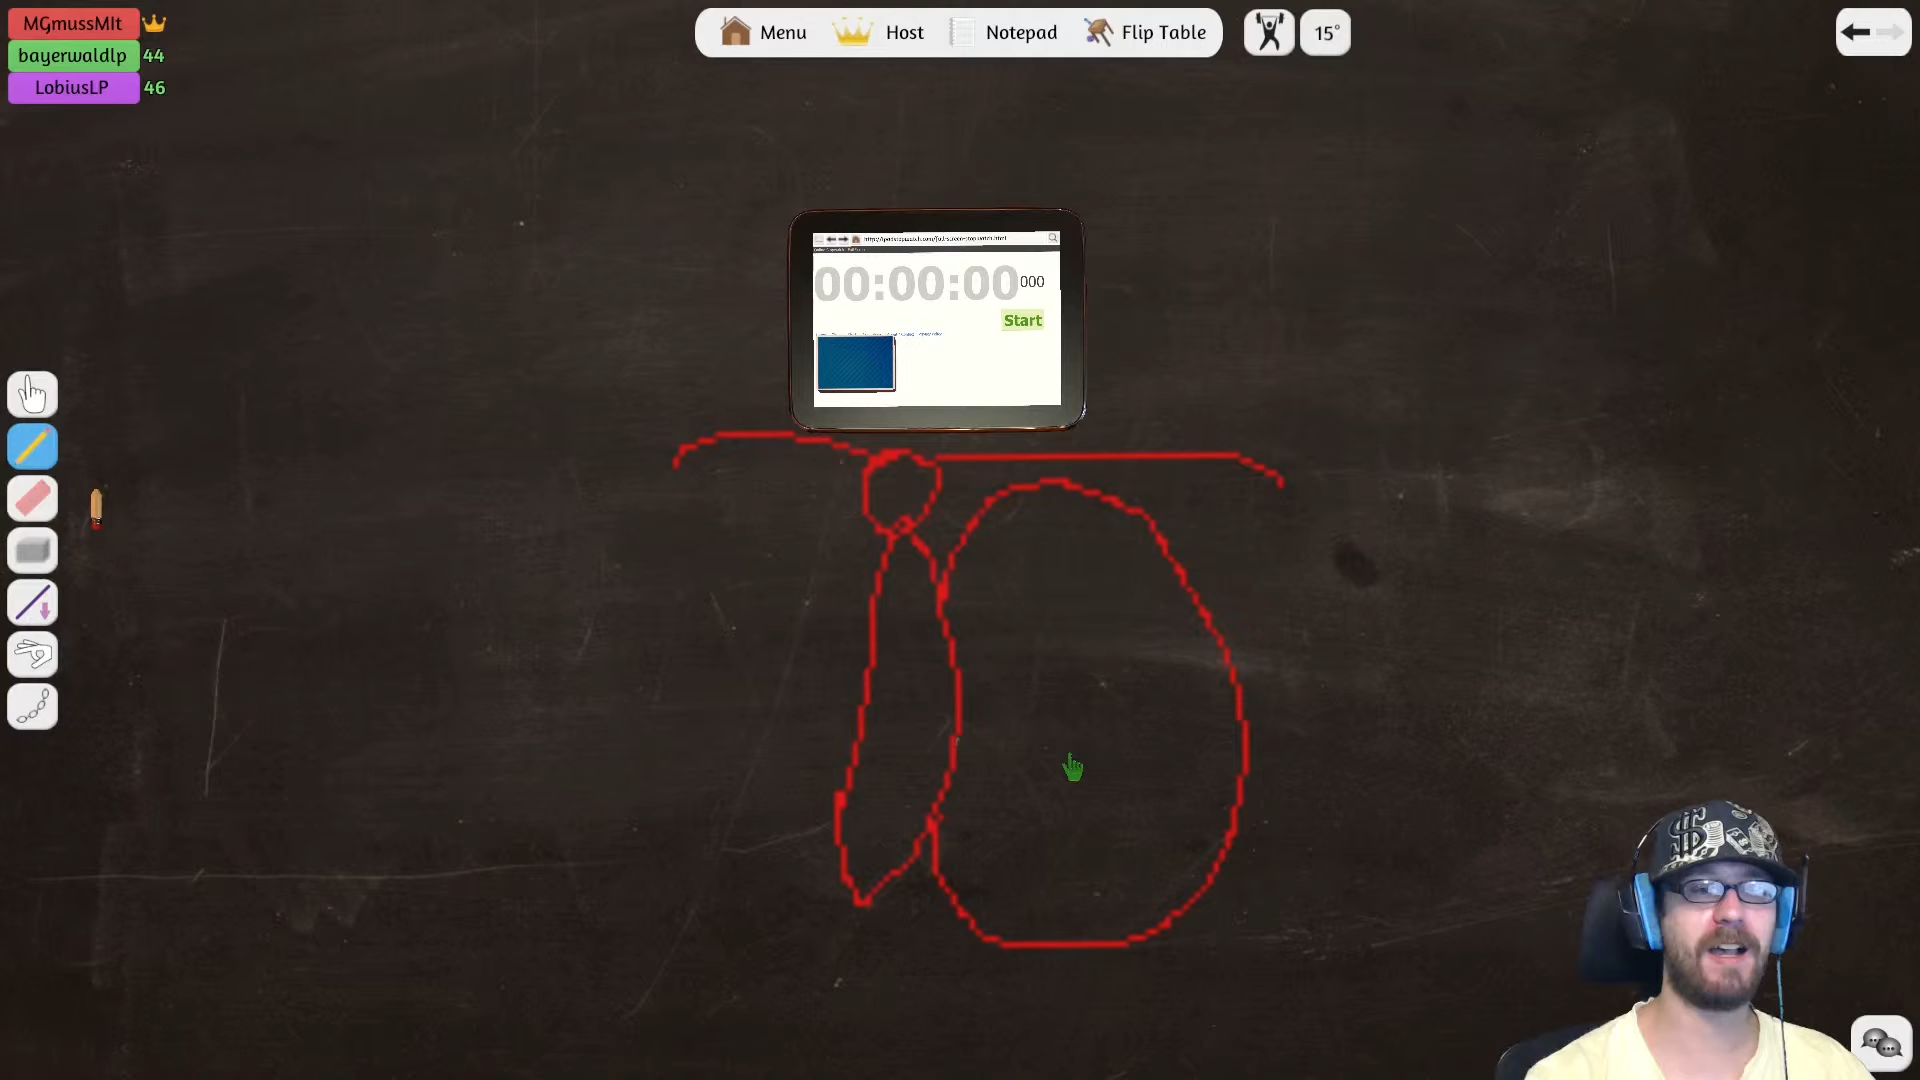 MGmussMIt
bayerwaldlp 44
LobiusLP 46
Menu Host Notepad Flip Table 15°
00:00:00 000
Start